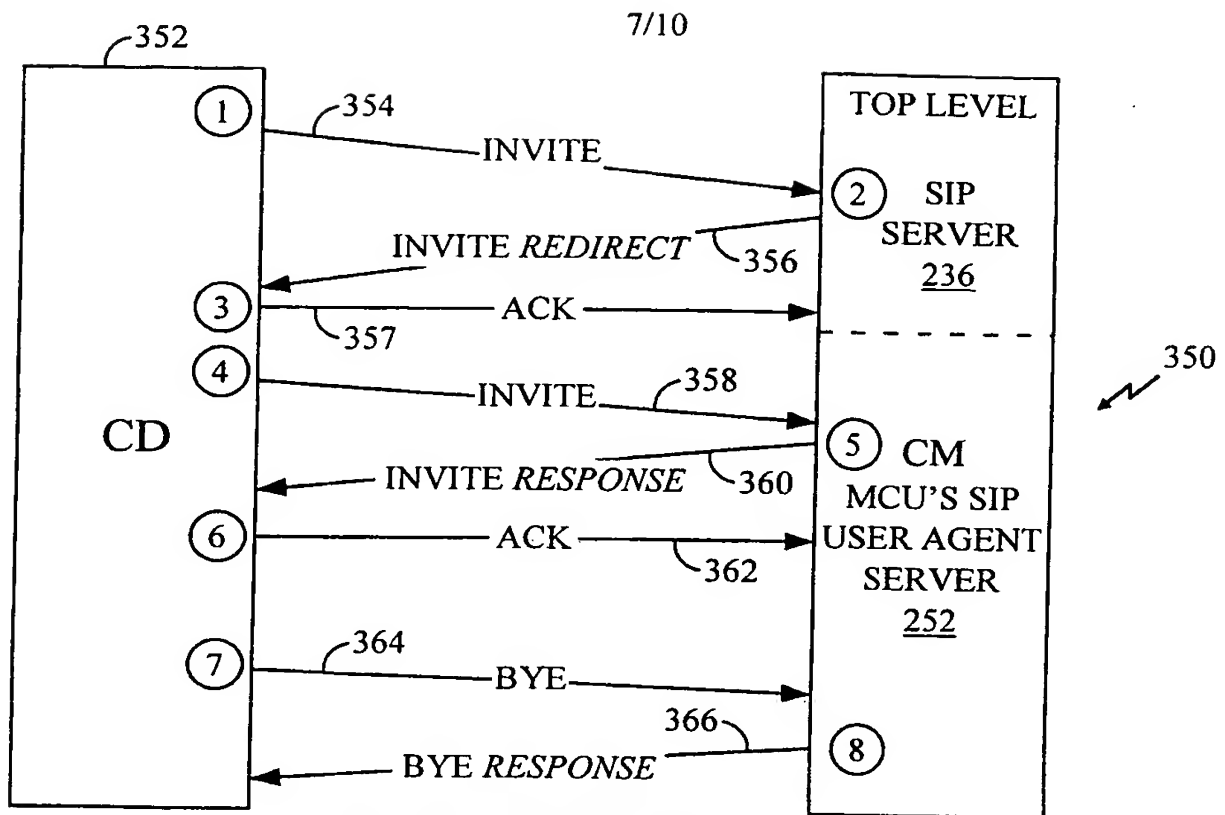 7/10
352
1
354
INVITE
TOP LEVEL
2
SIP
SERVER
236
INVITE REDIRECT
356
3
ACK
357
4
INVITE
358
350
CD
5
CM
MCU'S SIP
USER AGENT
SERVER
252
INVITE RESPONSE
360
6
ACK
362
7
364
BYE
366
8
BYE RESPONSE